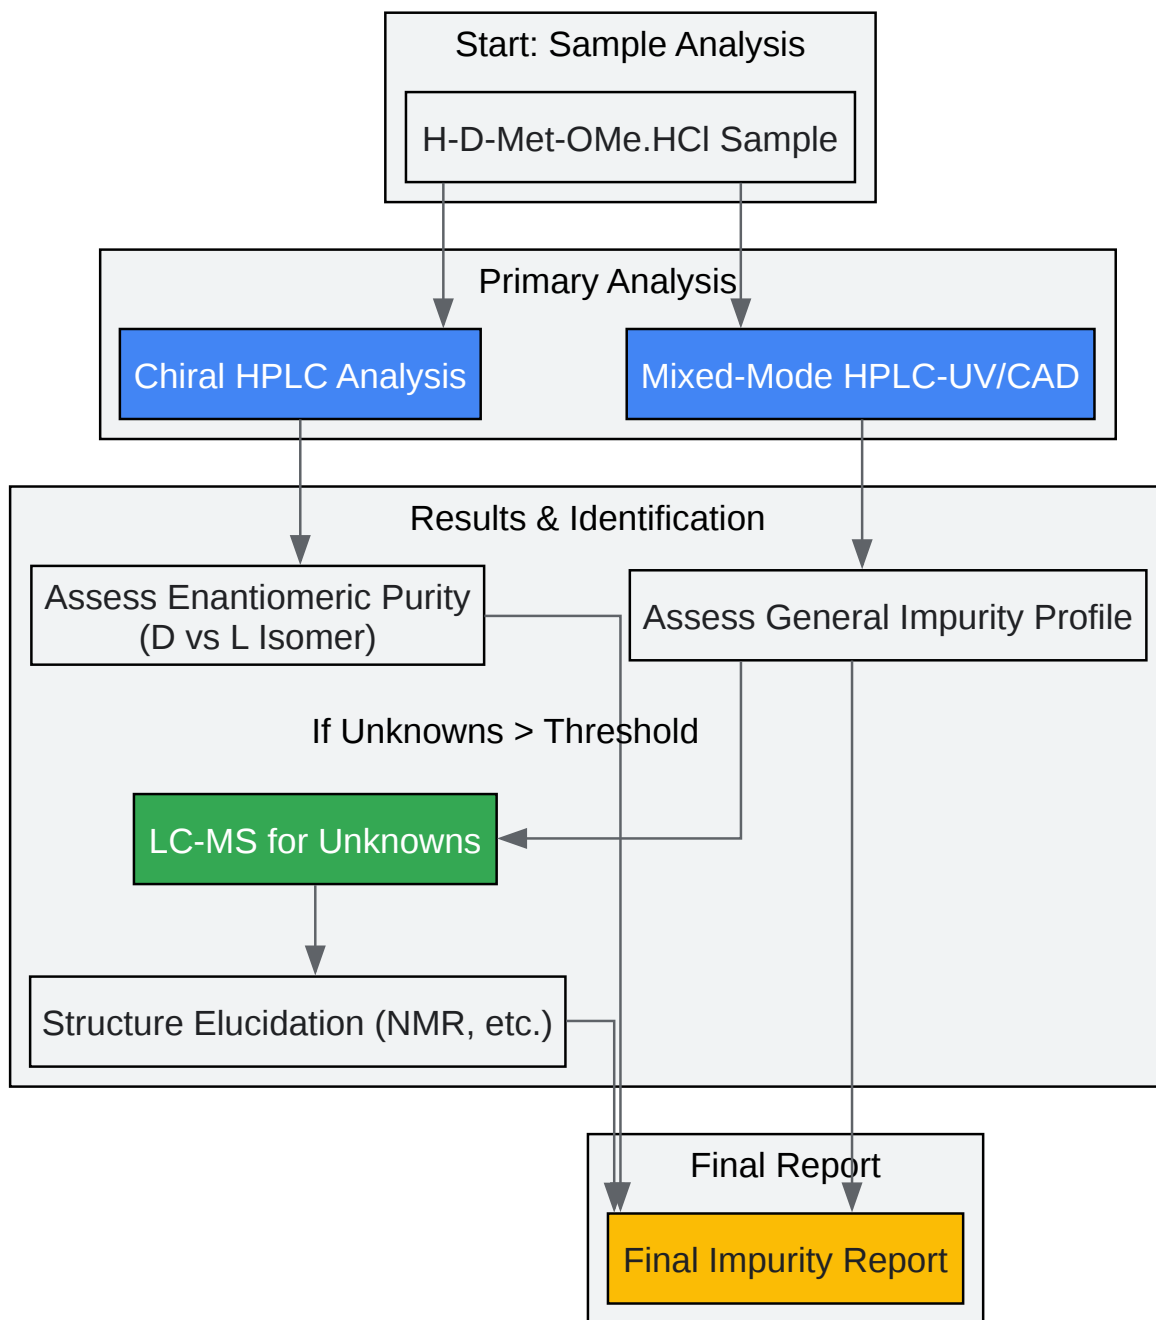 Start: Sample Analysis
H-D-Met-OMe.HCl Sample
Primary Analysis
Chiral HPLC Analysis
Mixed-Mode HPLC-UV/CAD
Results & Identification
Assess Enantiomeric Purity
(D vs L Isomer)
Assess General Impurity Profile
If Unknowns > Threshold
LC-MS for Unknowns
Structure Elucidation (NMR, etc.)
Final Report
Final Impurity Report